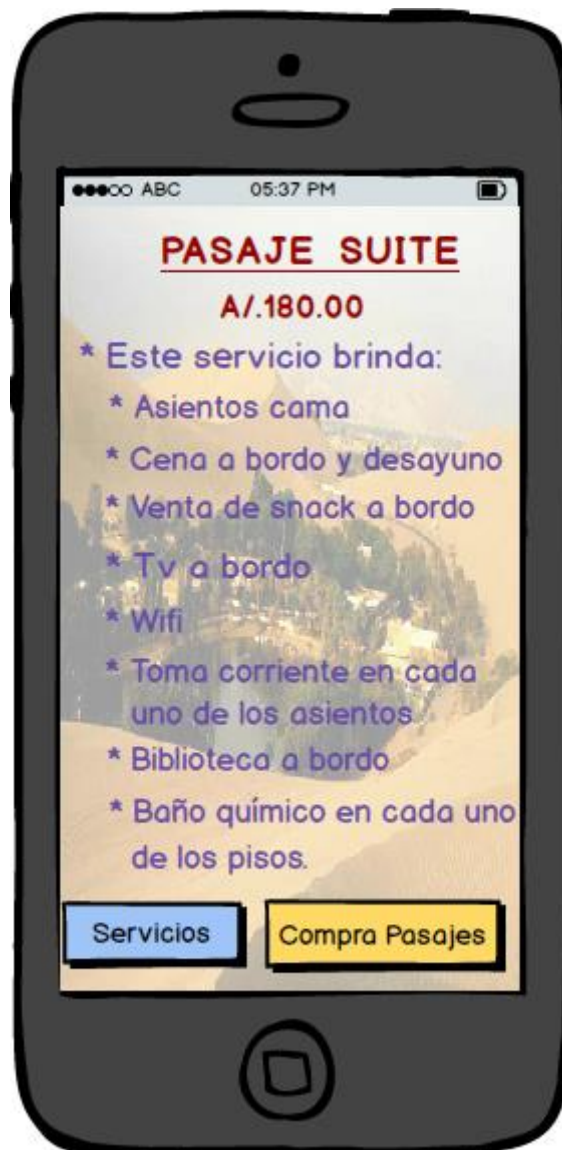 ABC 05:37 PM
PASAJE SUITE
A/.180.00
* Este servicio brinda:
* Asientos cama
* Cena a bordo y desayuno
* Venta de snack a bordo
* Tv a bordo
* Wifi
* Toma corriente en cada
uno de los asientos
* Biblioteca a bordo
* Baño químico en cada uno
de los pisos.
Servicios Compra Pasajes